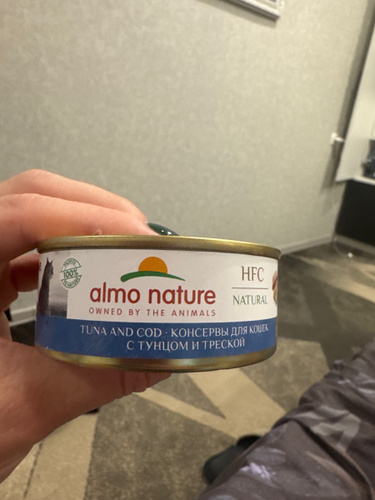 100%
almo nature
OWNED BY THE ANIMALS
HFC
NATURAL
TUNA AND COD · КОНСЕРВЫ ДЛЯ КОШЕК
С ТУНЦОМ И ТРЕСКОЙ